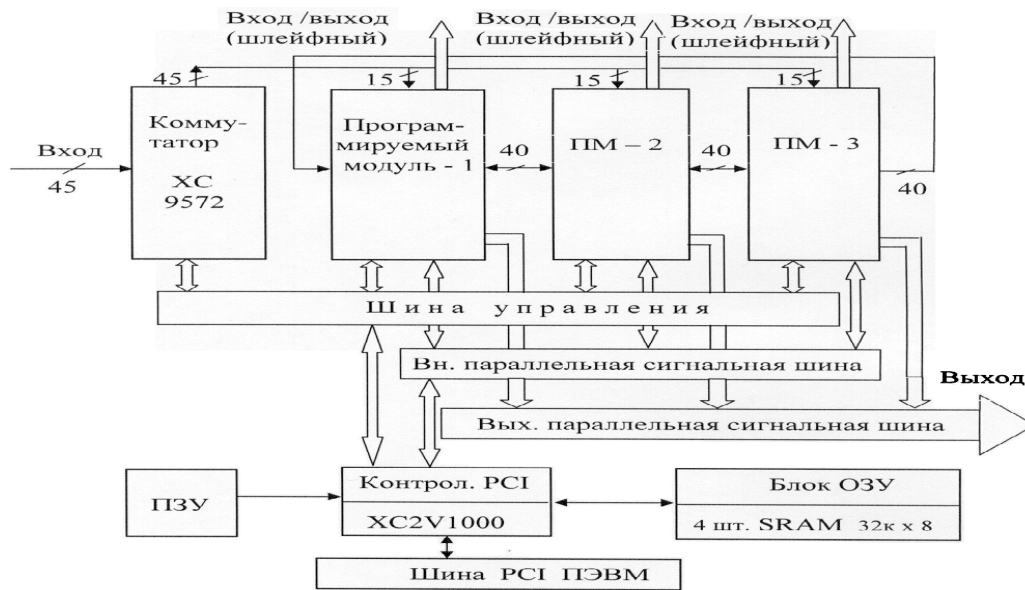 Вход /выход
(шлейфный)
Вход /выход
(шлейфный)
Вход /выход
(шлейфный)
45
15
15
15
Комму-
татор
XC
9572
Програм-
мируемый
модуль - 1
ПМ – 2
ПМ - 3
Вход
45
40
40
40
Шина управления
Вн. параллельная сигнальная шина
Выход
Вых. параллельная сигнальная шина
ПЗУ
Контрол. PCI
XC2V1000
Блок ОЗУ
4 шт. SRAM 32к x 8
Шина PCI ПЭВМ